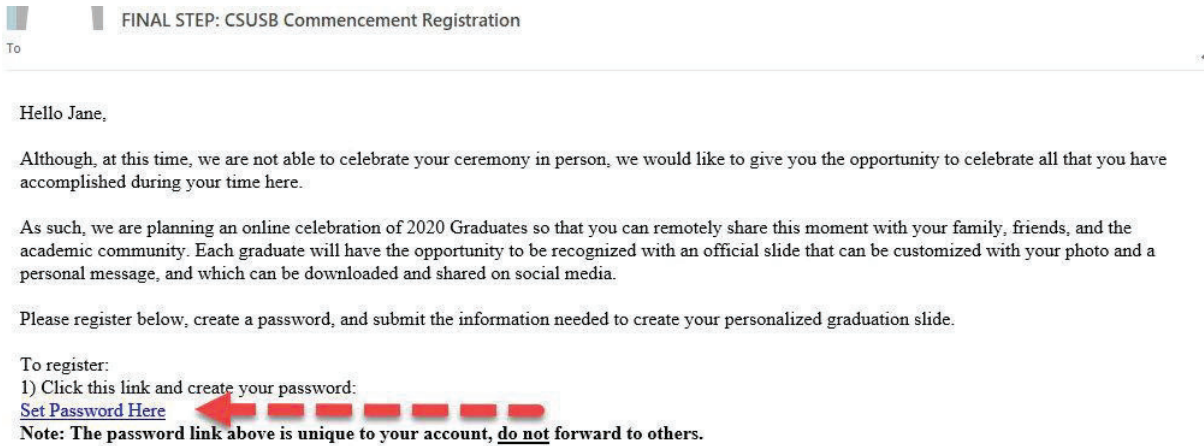 FINAL STEP: CSUSB Commencement Registration
To
Hello Jane,
Although, at this time, we are not able to celebrate your ceremony in person, we would like to give you the opportunity to celebrate all that you have
accomplished during your time here.
As such, we are planning an online celebration of 2020 Graduates so that you can remotely share this moment with your family, friends, and the
academic community. Each graduate will have the opportunity to be recognized with an official slide that can be customized with your photo and a
personal message, and which can be downloaded and shared on social media.
Please register below, create a password, and submit the information needed to create your personalized graduation slide.
To register:
1) Click this link and create your password:
Set Password Here
Note: The password link above is unique to your account, do not forward to others.